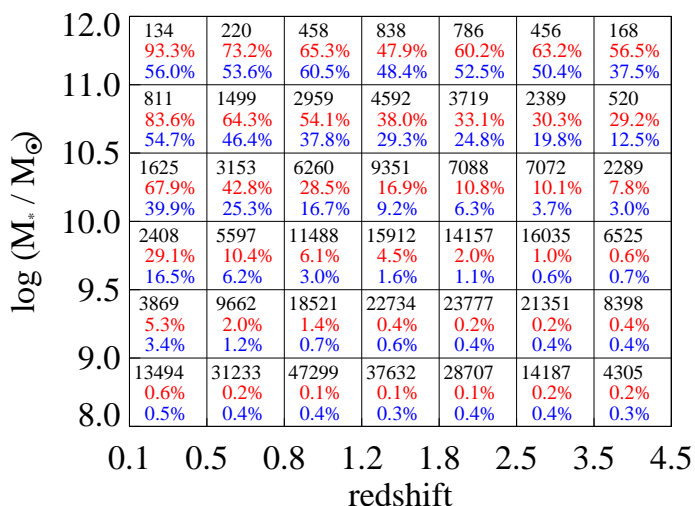 12.0
134 220 458 838 786 456 168
93.3% 73.2% 65.3% 47.9% 60.2% 63.2% 56.5%
56.0% 53.6% 60.5% 48.4% 52.5% 50.4% 37.5%
11.0
811 1499 2959 4592 3719 2389 520
83.6% 64.3% 54.1% 38.0% 33.1% 30.3% 29.2%
54.7% 46.4% 37.8% 29.3% 24.8% 19.8% 12.5%
10.5
1625 3153 6260 9351 7088 7072 2289
67.9% 42.8% 28.5% 16.9% 10.8% 10.1% 7.8%
39.9% 25.3% 16.7% 9.2% 6.3% 3.7% 3.0%
10.0
2408 5597 11488 15912 14157 16035 6525
29.1% 10.4% 6.1% 4.5% 2.0% 1.0% 0.6%
16.5% 6.2% 3.0% 1.6% 1.1% 0.6% 0.7%
9.5
3869 9662 18521 22734 23777 21351 8398
5.3% 2.0% 1.4% 0.4% 0.2% 0.2% 0.4%
3.4% 1.2% 0.7% 0.6% 0.4% 0.4% 0.4%
9.0
13494 31233 47299 37632 28707 14187 4305
0.6% 0.2% 0.1% 0.1% 0.1% 0.2% 0.2%
0.5% 0.4% 0.4% 0.3% 0.4% 0.4% 0.3%
8.0
0.1 0.5 0.8 1.2 1.8 2.5 3.5 4.5
redshift
log (M* / M⊙)